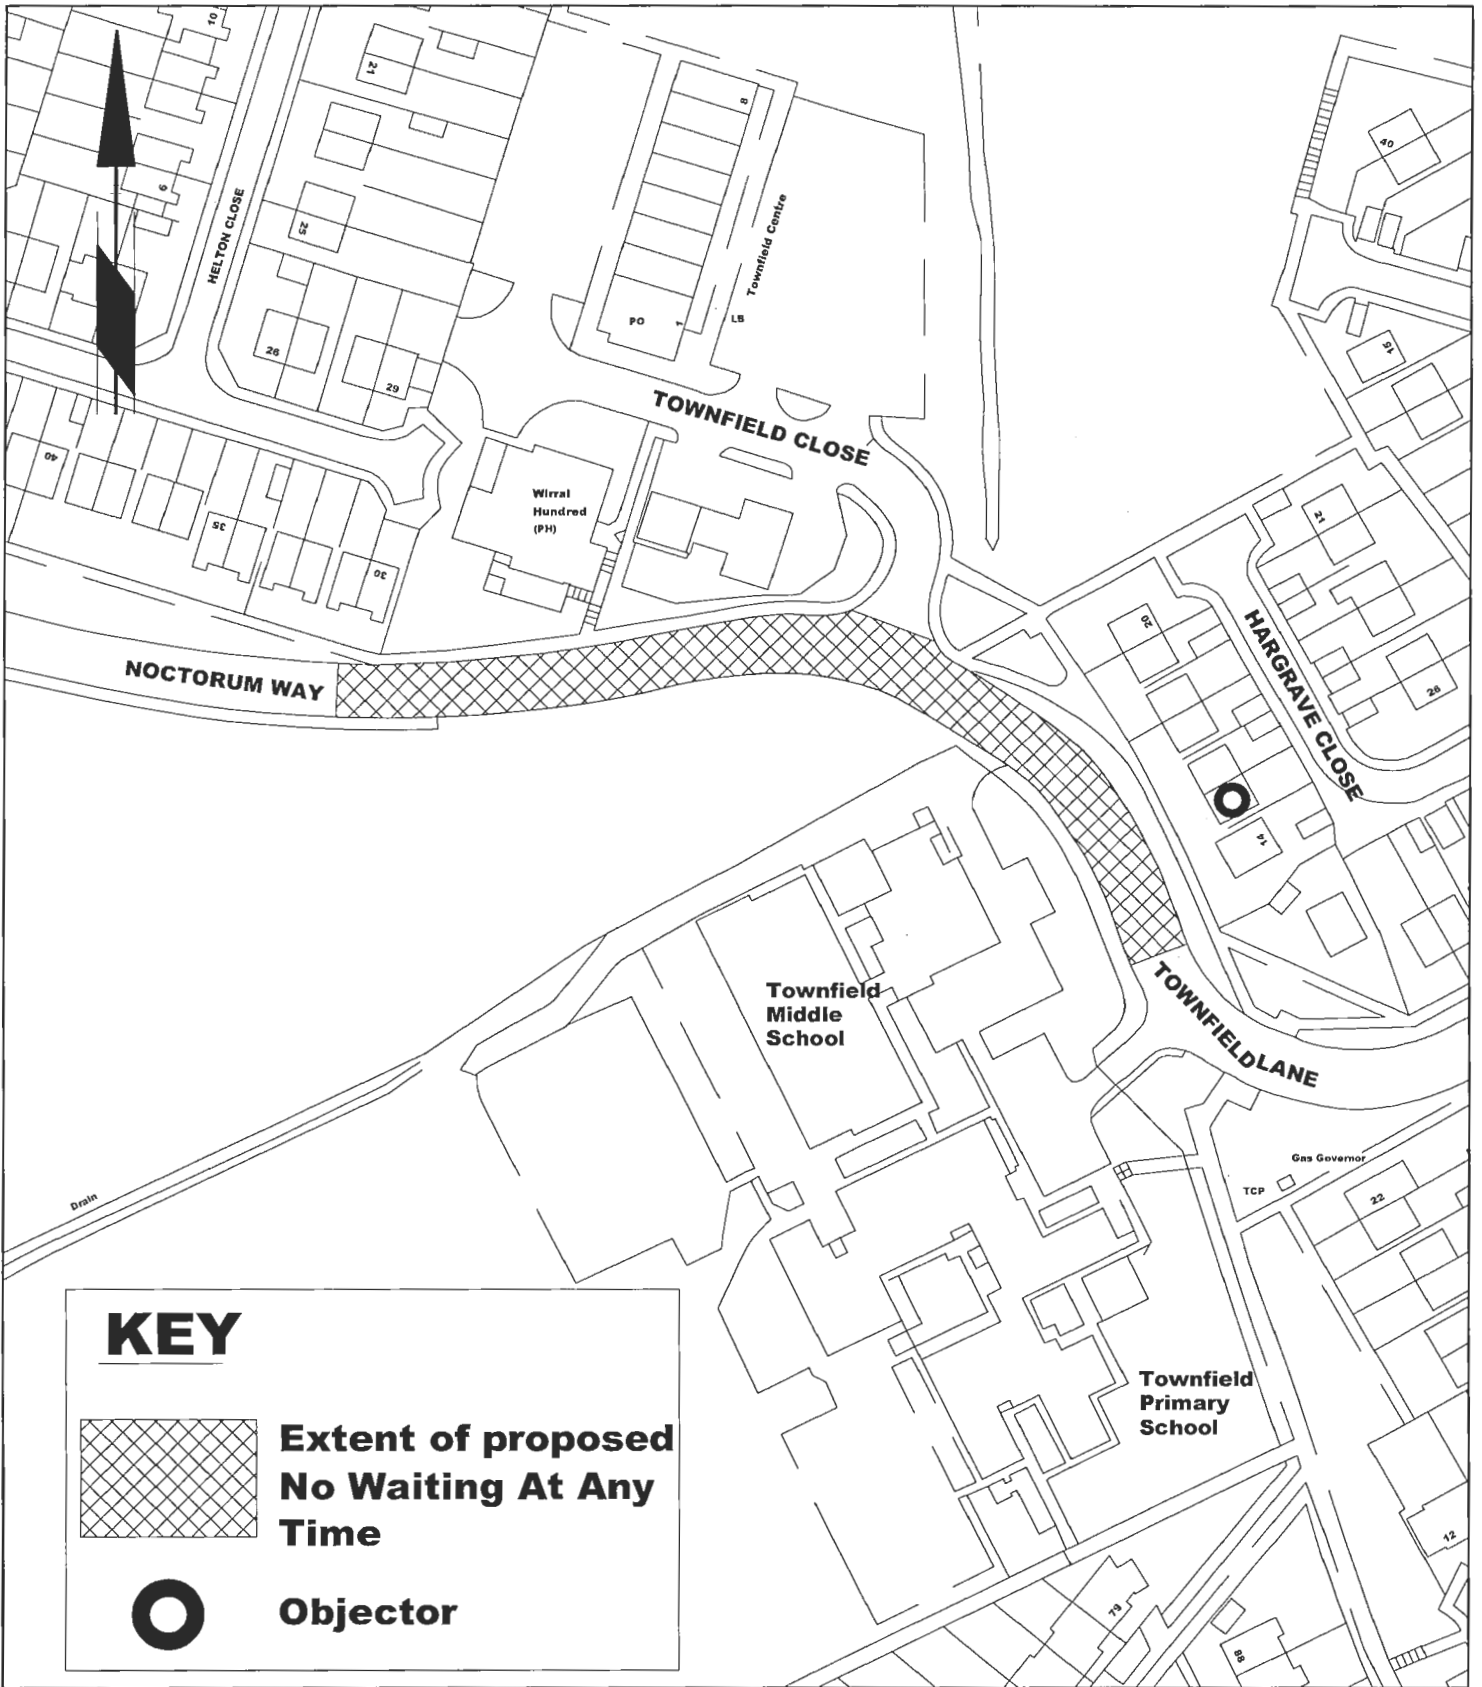 10
21
40
9
HELTON CLOSE
25
8
Townfield Centre
PO
1
LB
15
26
29
TOWNFIELD CLOSE
40
35
30
Wirral
Hundred
(PH)
21
20
26
HARGRAVE CLOSE
NOCTORUM WAY
14
Townfield
Middle
School
TOWNFIELD LANE
Gas Governor
TCP
22
Drain
KEY
Extent of proposed
No Waiting At Any
Time
Objector
Townfield
Primary
School
12
79
88